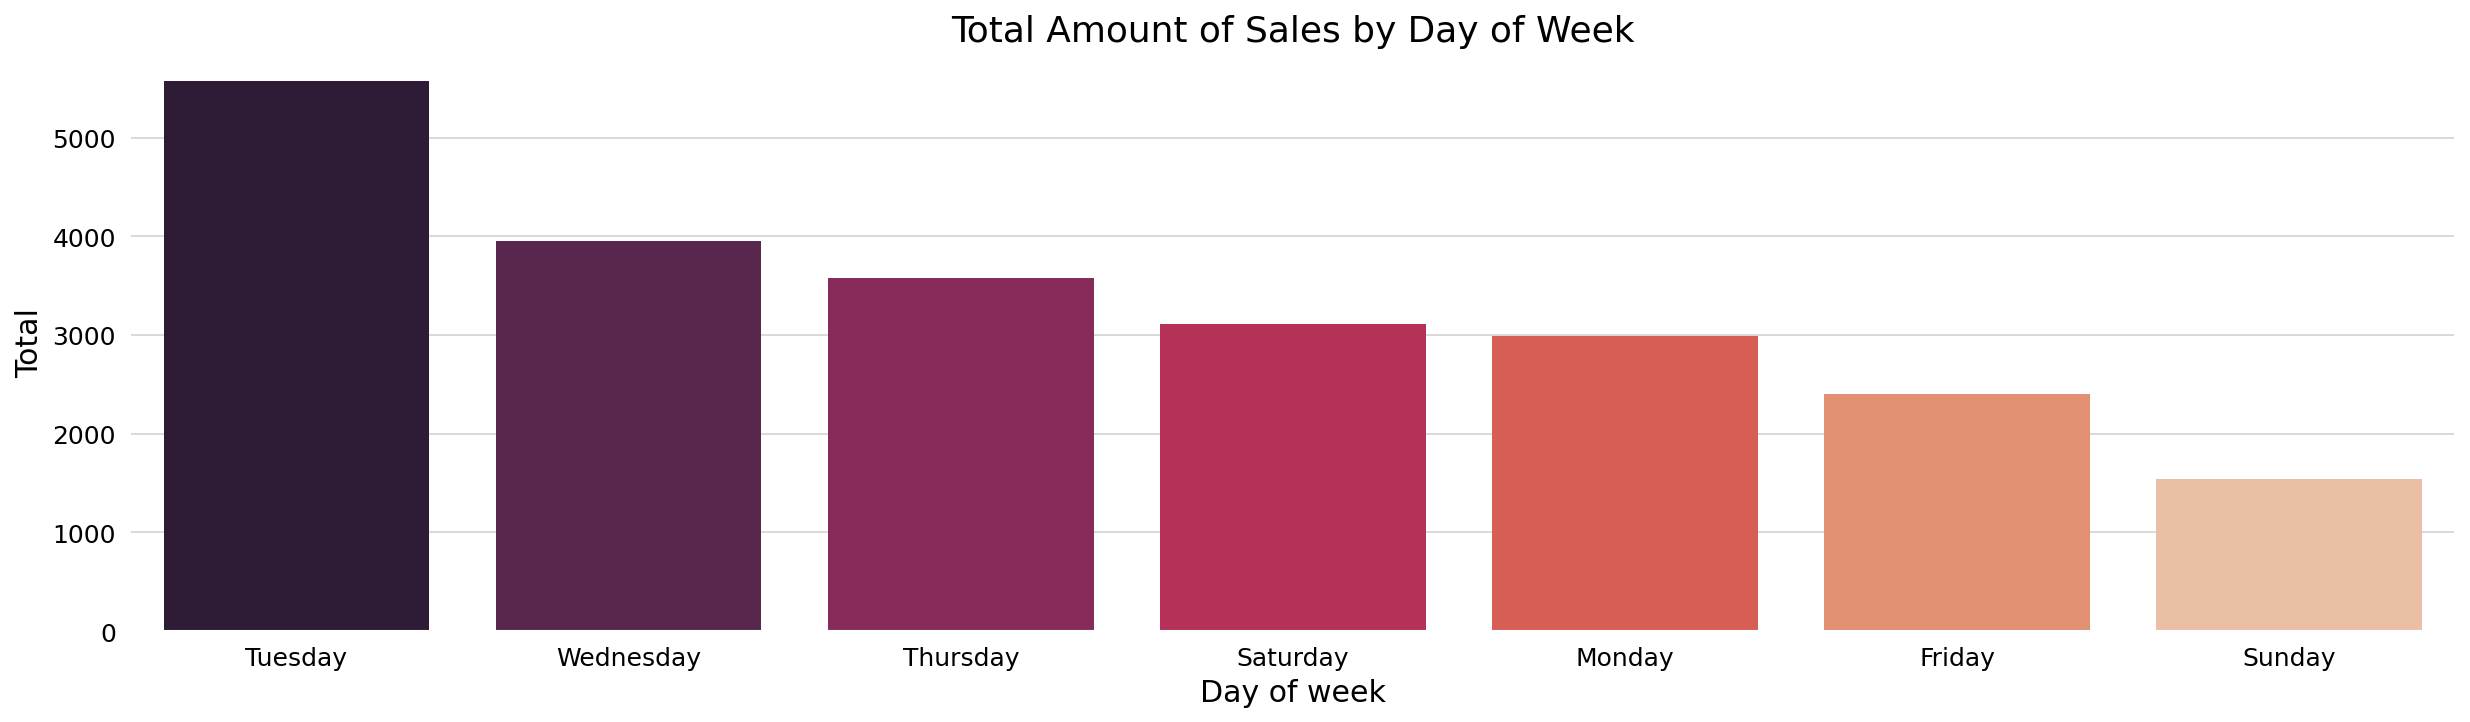 Total Amount of Sales by Day of Week
Total
5000
4000
3000
2000
1000
0
Tuesday Wednesday Thursday Saturday Monday Friday Sunday
Day of week